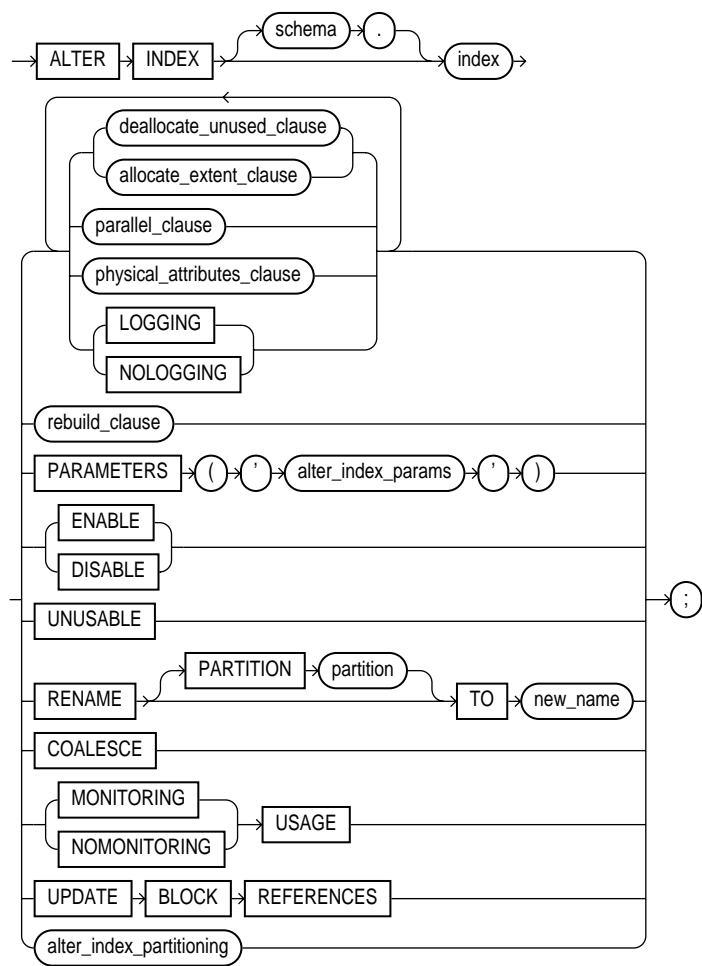 schema .
ALTER INDEX index
deallocate_unused_clause
allocate_extent_clause
parallel_clause
physical_attributes_clause
LOGGING
NOLOGGING
rebuild_clause
PARAMETERS ( ' alter_index_params ' )
ENABLE
DISABLE
;
UNUSABLE
PARTITION partition
RENAME TO new_name
COALESCE
MONITORING
USAGE
NOMONITORING
UPDATE BLOCK REFERENCES
alter_index_partitioning